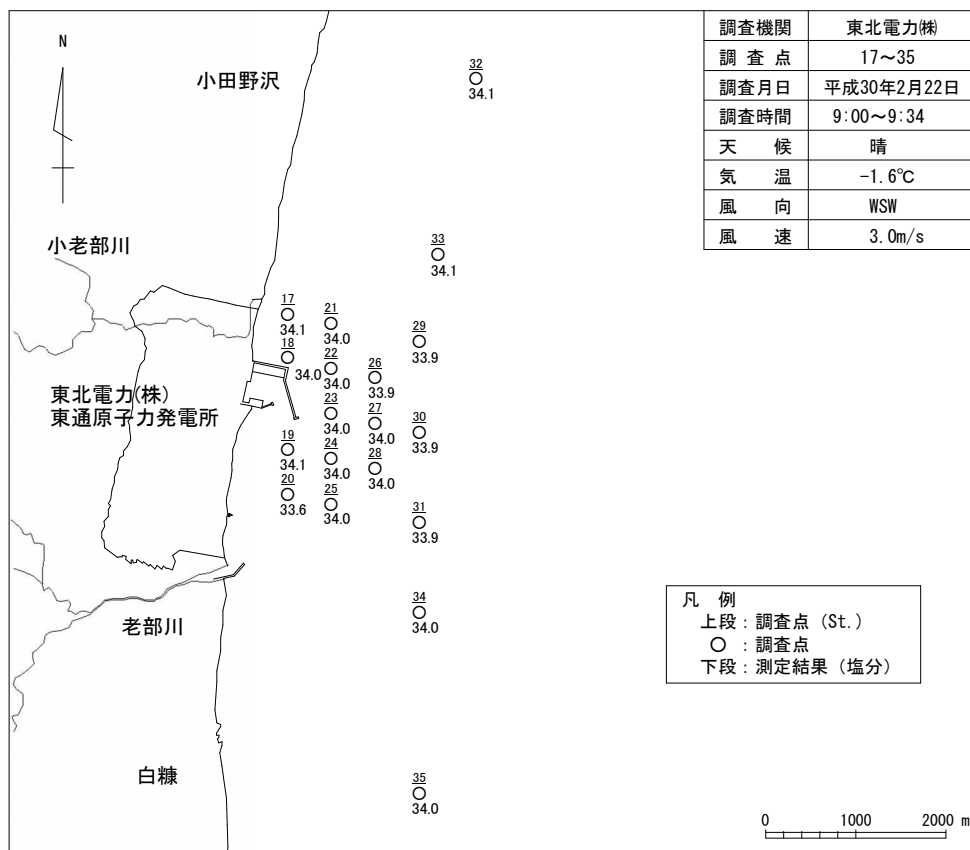 調査機関 東北電力㈱
調査点 17～35
調査月日 平成30年2月22日
調査時間 9:00～9:34
天候 晴
気温 -1.6℃
風向 WSW
風速 3.0m/s
N
小田野沢
32
34.1
小老部川
33
34.1
17
34.1
21
34.0
18
34.0
29
33.9
22
34.0
26
33.9
東北電力(株)
東通原子力発電所
23
34.0
27
34.0
30
33.9
19
34.1
24
34.0
28
34.0
20
33.6
25
34.0
31
33.9
34
34.0
老部川
凡 例
上段：調査点（St.）
○ ：調査点
下段：測定結果（塩分）
白糠
35
34.0
0 1000 2000 m